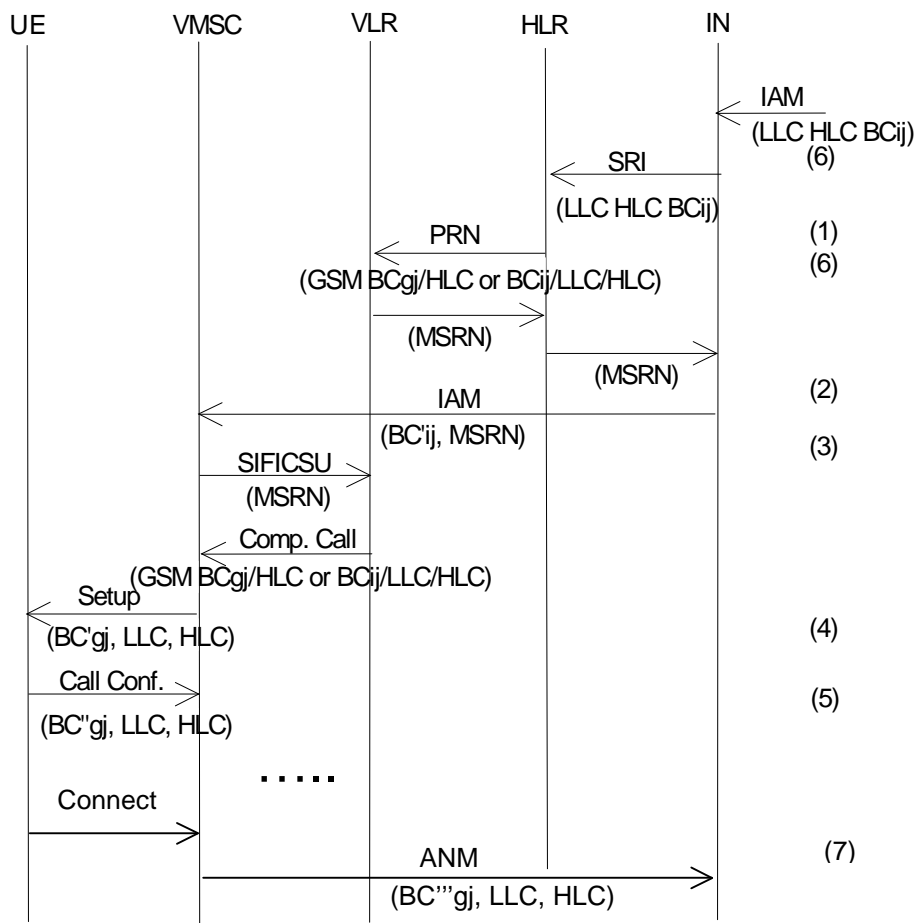 UE VMSC VLR HLR IN
IAM
(LLC HLC BCij)
(6)
SRI
(LLC HLC BCij)
(1)
PRN
(6)
(GSM BCgj/HLC or BCij/LLC/HLC)
(MSRN)
(MSRN)
(2)
IAM
(BC'ij, MSRN)
(3)
SIFICSU
(MSRN)
Comp. Call
(GSM BCgj/HLC or BCij/LLC/HLC)
Setup
(BC'gj, LLC, HLC)
(4)
Call Conf.
(5)
(BC"gj, LLC, HLC)
.....
Connect
ANM
(7)
(BC’’’gj, LLC, HLC)